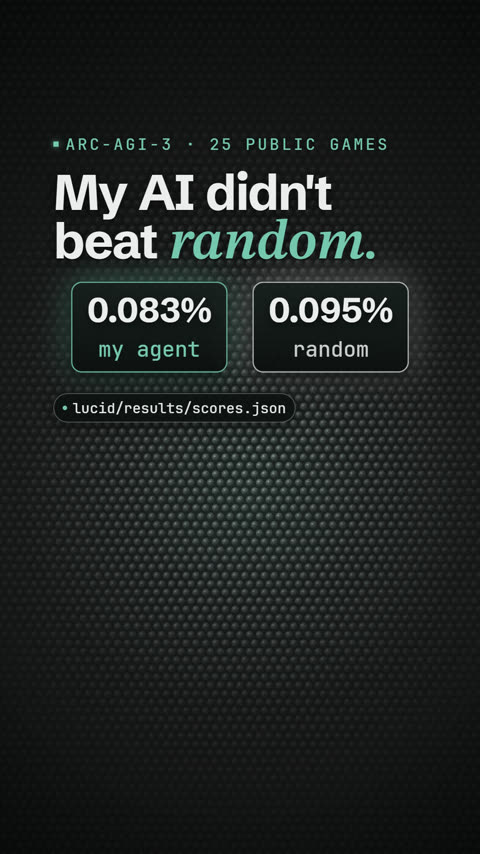 ARC-AGI-3 · 25 PUBLIC GAMES
My AI didn't
beat random.
0.083%
my agent
0.095%
random
lucid/results/scores.json